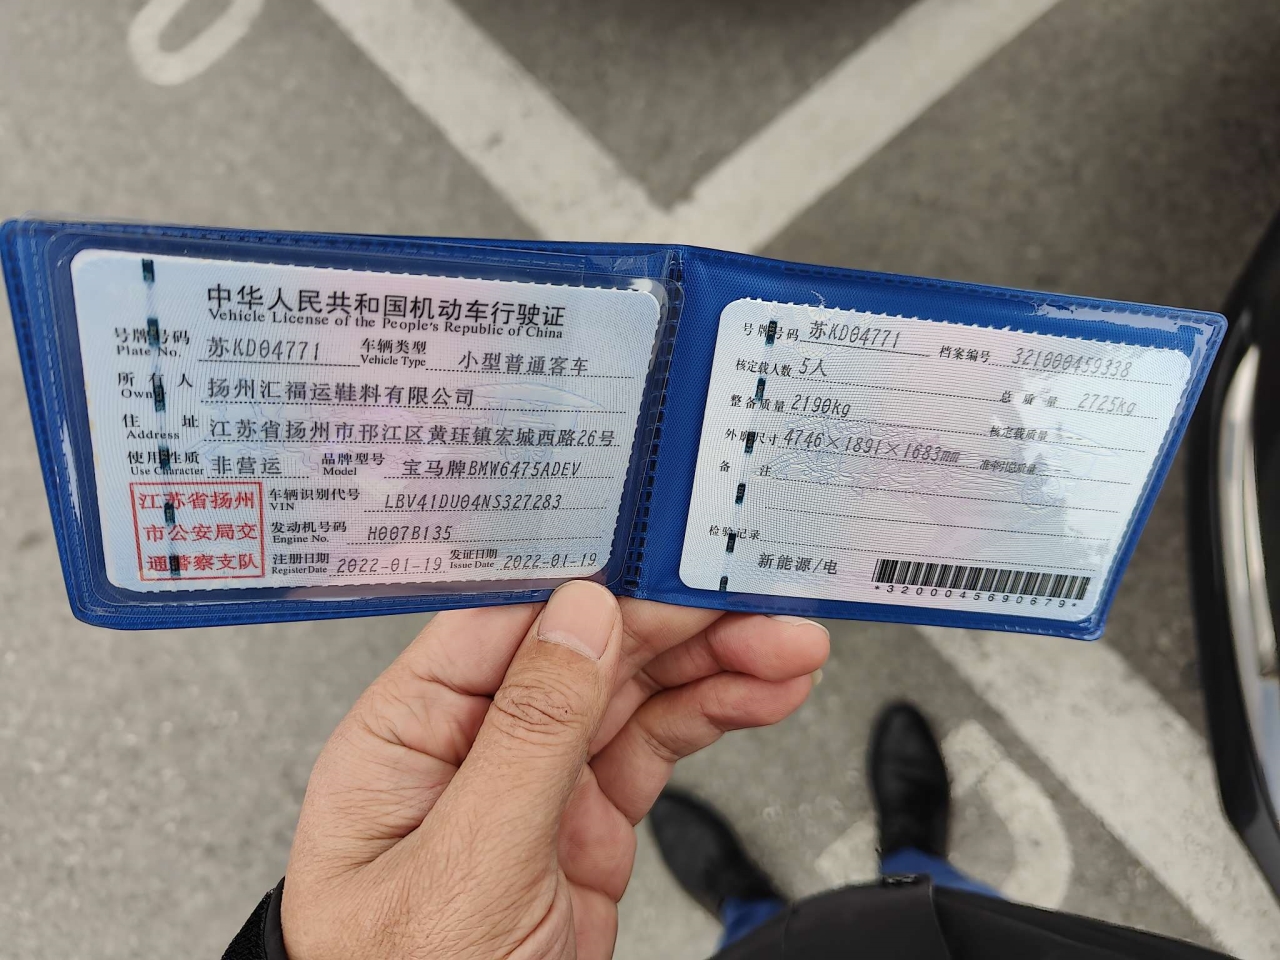 中华人民共和国机动车行驶证
Vehicle License of the People's Republic of China
号牌号码 苏KD04771 车辆类型 小型普通客车
Plate No. Vehicle Type
所有人 扬州汇福运鞋料有限公司
Owner
住址 江苏省扬州市邗江区黄珏镇宏城西路26号
Address
使用性质 非营运 品牌型号 宝马牌BMW6475ADEV
Use Character Model
江苏省扬州
市公安局交
通警察支队
车辆识别代号 LBV41DU04NS327283
VIN
发动机号码 H007B135
Engine No.
注册日期 2022-01-19 发证日期 2022-01-19
Register Date Issue Date
号牌号码 苏KD04771 档案编号 321000459338
核定载人数 5人 总质量 2725kg
整备质量 2190kg 核定载质量 --
外廓尺寸 4746×1891×1683mm 准牵引总质量
备注
检验记录
新能源/电
*3200045690679*